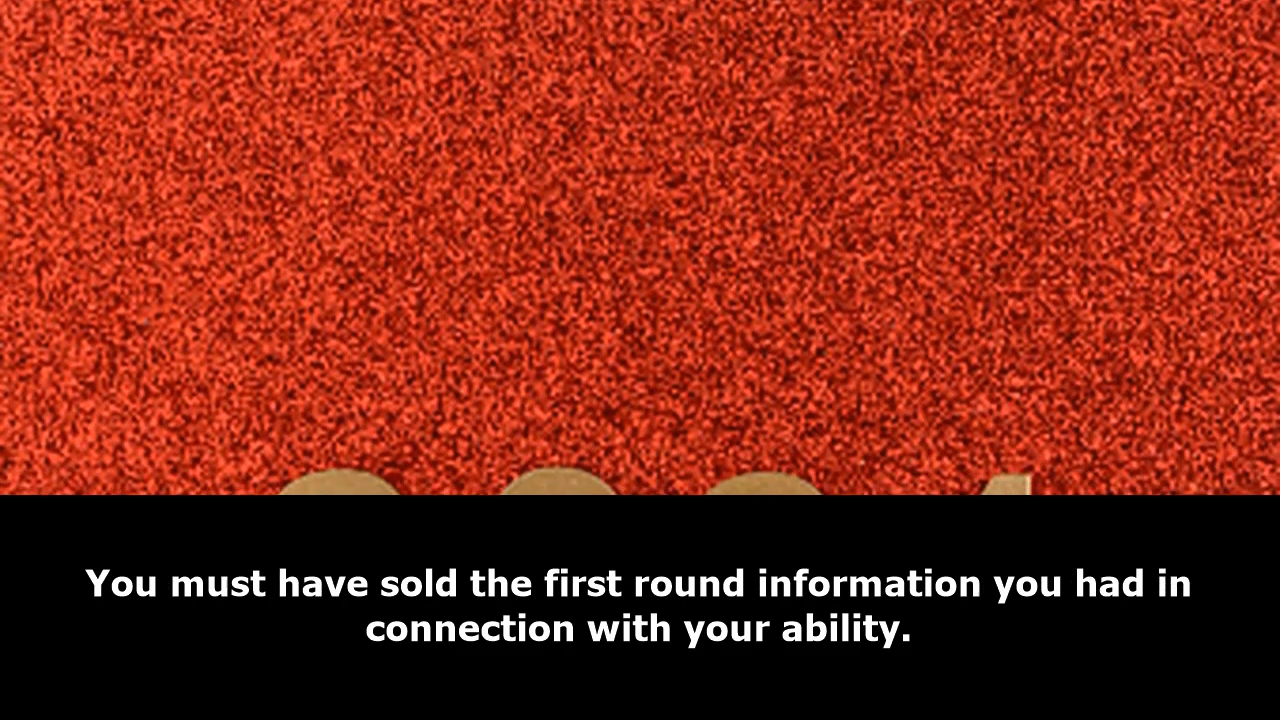 You must have sold the first round information you had in
connection with your ability.